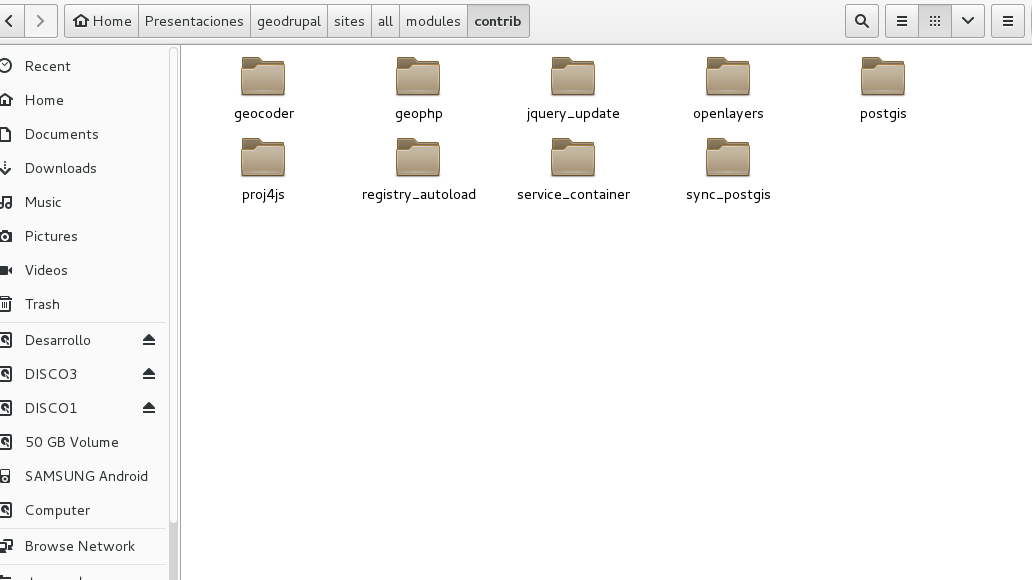 Home Presentaciones geodrupal sites all modules contrib
Recent
Home
Documents
Downloads
Music
Pictures
Videos
Trash
Desarrollo
DISCO3
DISCO1
50 GB Volume
SAMSUNG Android
Computer
Browse Network
geocoder geophp jquery_update openlayers postgis
proj4js registry_autoload service_container sync_postgis